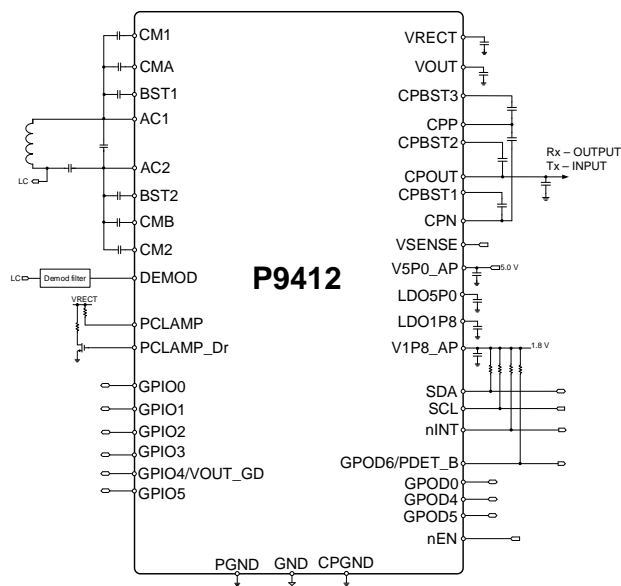 CM1
CMA
BST1
AC1
AC2
LC
BST2
CMB
CM2
LC
Demod filter
DEMOD
VRECT
PCLAMP
PCLAMP_Dr
GPIO0
GPIO1
GPIO2
GPIO3
GPIO4/VOUT_GD
GPIO5
P9412
VRECT
VOUT
CPBST3
CPP
CPBST2
Rx – OUTPUT
Tx – INPUT
CPOUT
CPBST1
CPN
VSENSE
V5P0_AP
5.0 V
LDO5P0
LDO1P8
V1P8_AP
1.8 V
SDA
SCL
nINT
GPOD6/PDET_B
GPOD0
GPOD4
GPOD5
nEN
PGND GND CPGND